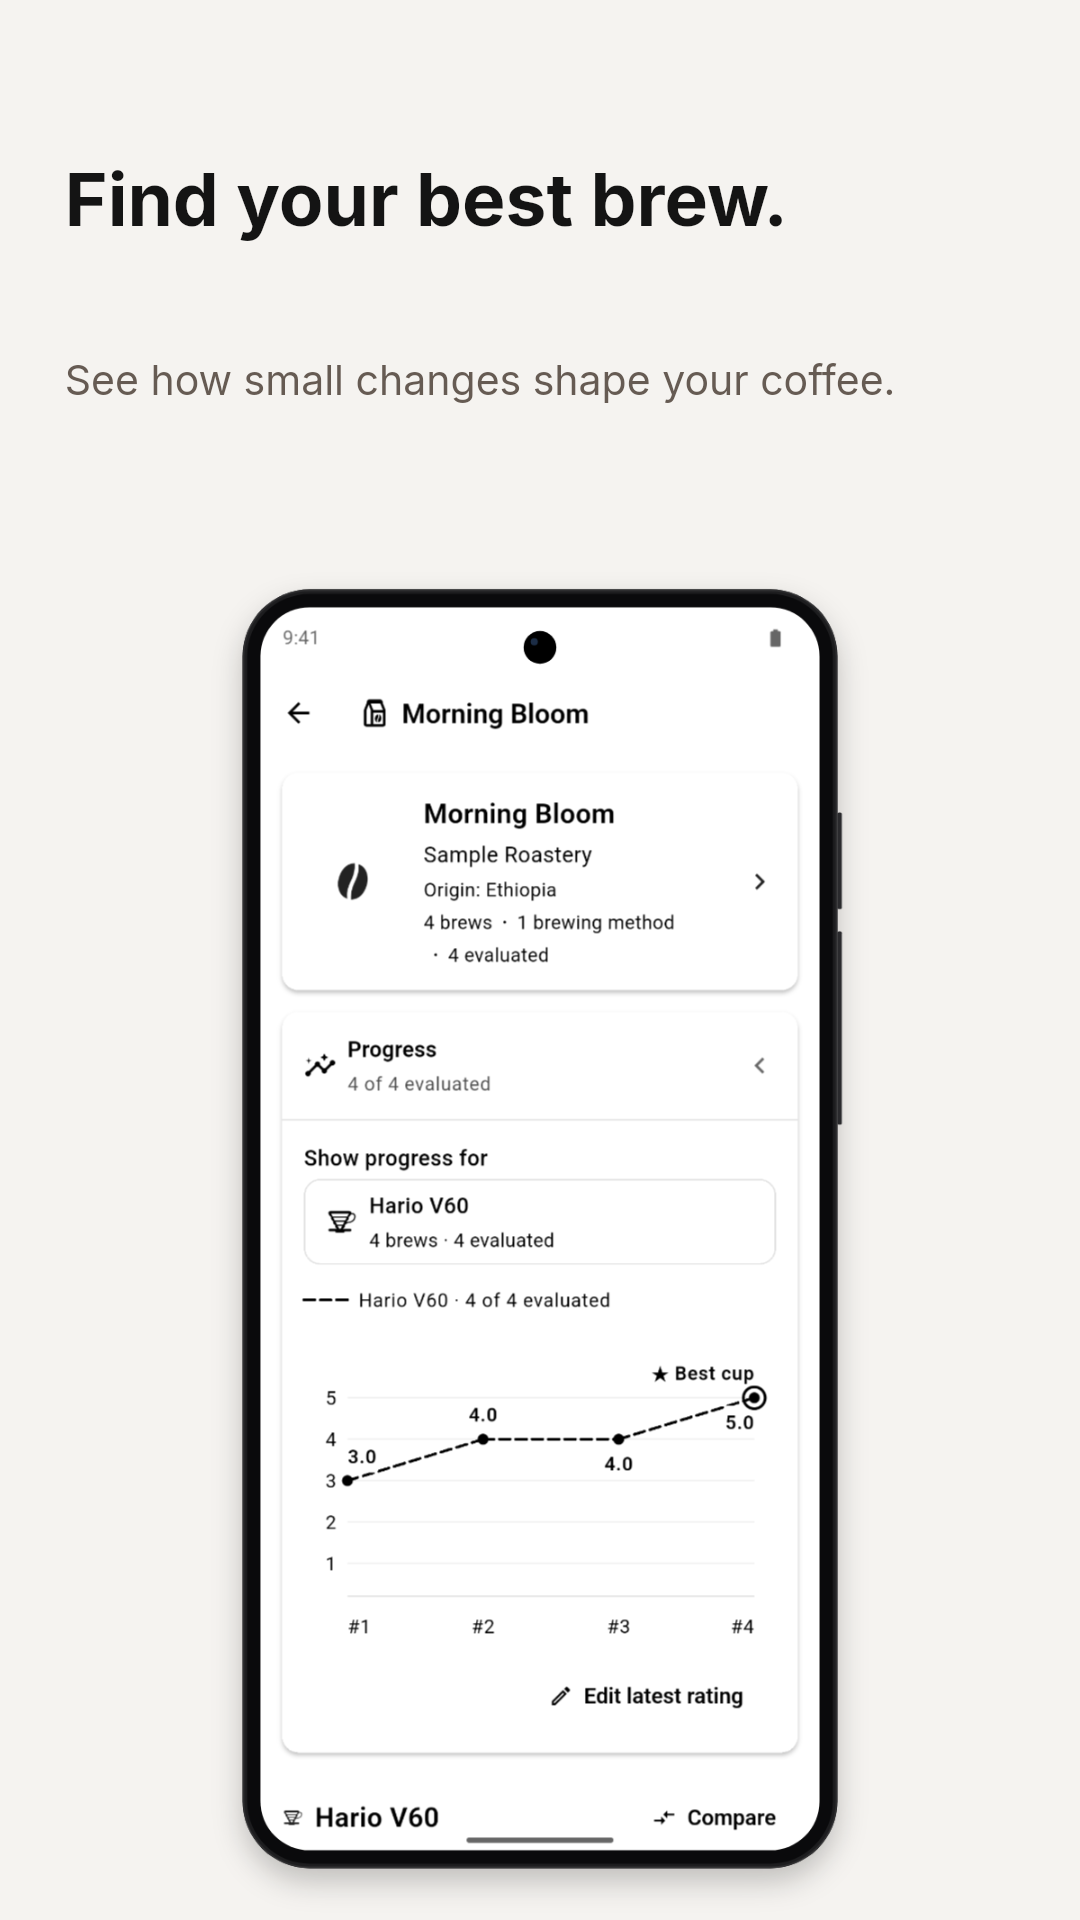 Find your best brew.
See how small changes shape your coffee.
9:41
Morning Bloom
Morning Bloom
Sample Roastery
Origin: Ethiopia
4 brews · 1 brewing method
· 4 evaluated
Progress
4 of 4 evaluated
Show progress for
Hario V60
4 brews · 4 evaluated
Hario V60 · 4 of 4 evaluated
★ Best cup
5
4.0
5.0
4
3.0
4.0
3
2
1
#1 #2 #3 #4
Edit latest rating
Hario V60
Compare